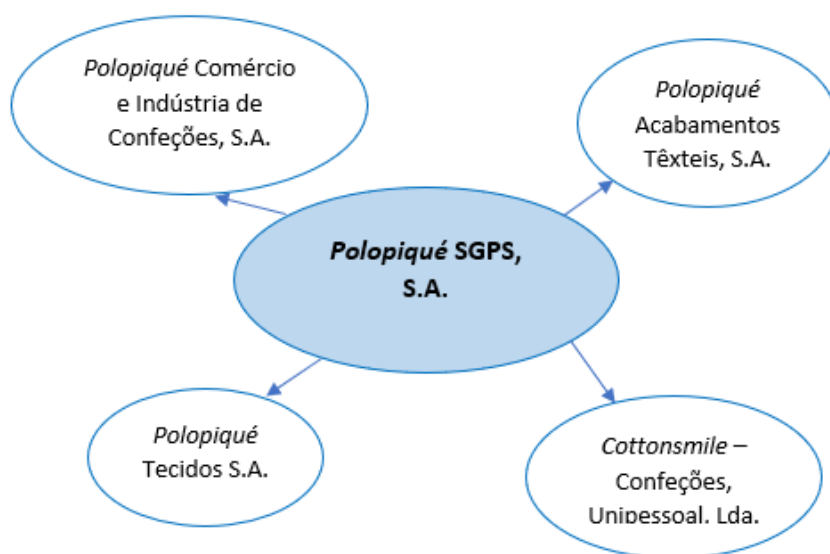 Polopiqué Comércio
e Indústria de
Confeções, S.A.
Polopiqué
Acabamentos
Têxteis, S.A.
Polopiqué SGPS,
S.A.
Polopiqué
Tecidos S.A.
Cottonsmile –
Confeções,
Unipessoal. Lda.